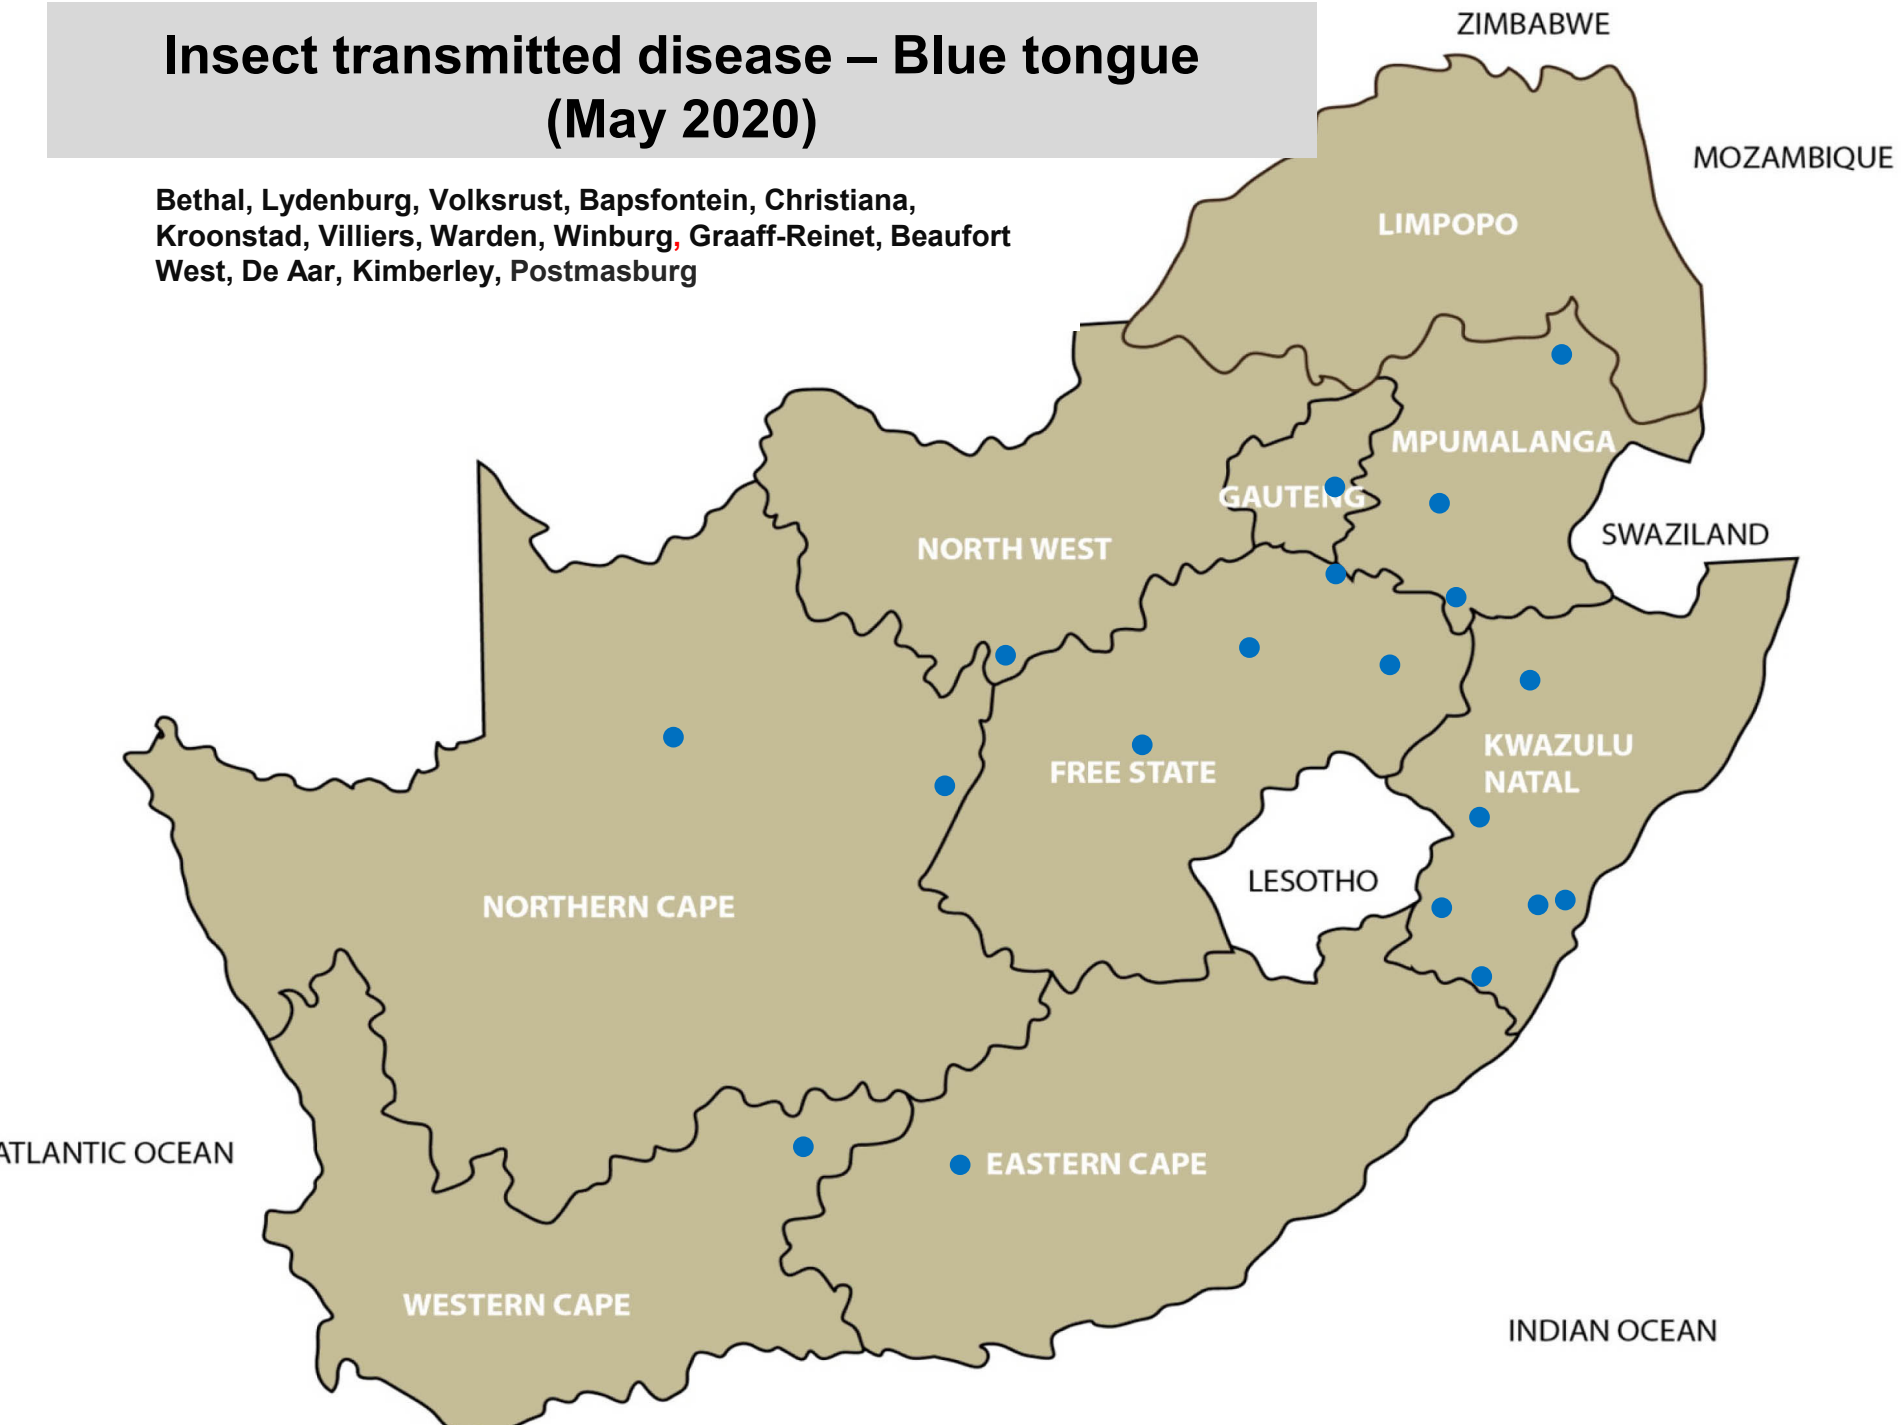 Insect transmitted disease – Blue tongue
(May 2020)
ZIMBABWE
MOZAMBIQUE
Bethal, Lydenburg, Volksrust, Bapsfontein, Christiana,
Kroonstad, Villiers, Warden, Winburg, Graaff-Reinet, Beaufort
West, De Aar, Kimberley, Postmasburg
LIMPOPO
MPUMALANGA
GAUTENG
SWAZILAND
NORTH WEST
KWAZULU
NATAL
FREE STATE
LESOTHO
NORTHERN CAPE
ATLANTIC OCEAN
EASTERN CAPE
WESTERN CAPE
INDIAN OCEAN